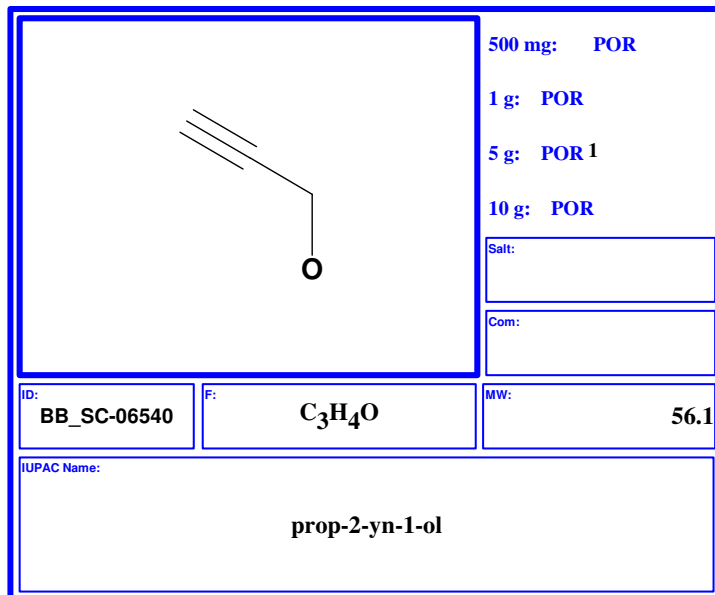 500 mg: POR
1 g: POR
5 g: POR 1
10 g: POR
O
Salt:
Com:
ID:
BB_SC-06540
F:
C3H4O
MW:
56.1
IUPAC Name:
prop-2-yn-1-ol